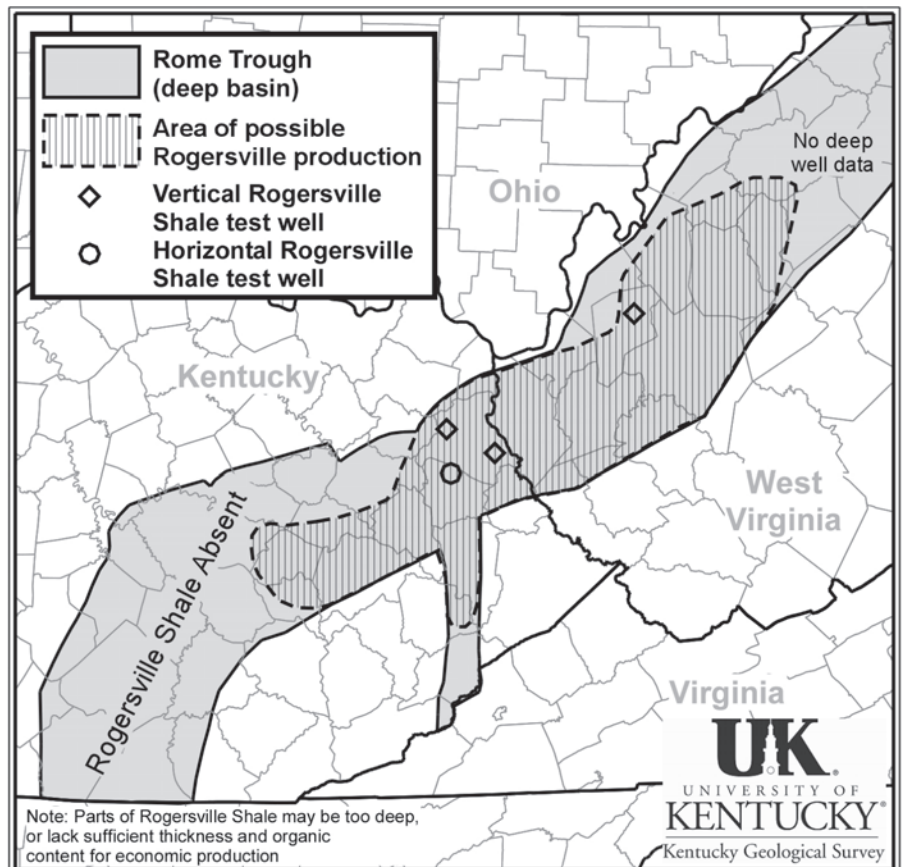 Rome Trough
(deep basin)
Area of possible
Rogersville production
Vertical Rogersville
Shale test well
Horizontal Rogersville
Shale test well
No deep
well data
Ohio
Kentucky
West
Virginia
Rogersville Shale Absent
Virginia
UK
UNIVERSITY OF
KENTUCKY®
Kentucky Geological Survey
Note: Parts of Rogersville Shale may be too deep,
or lack sufficient thickness and organic
content for economic production